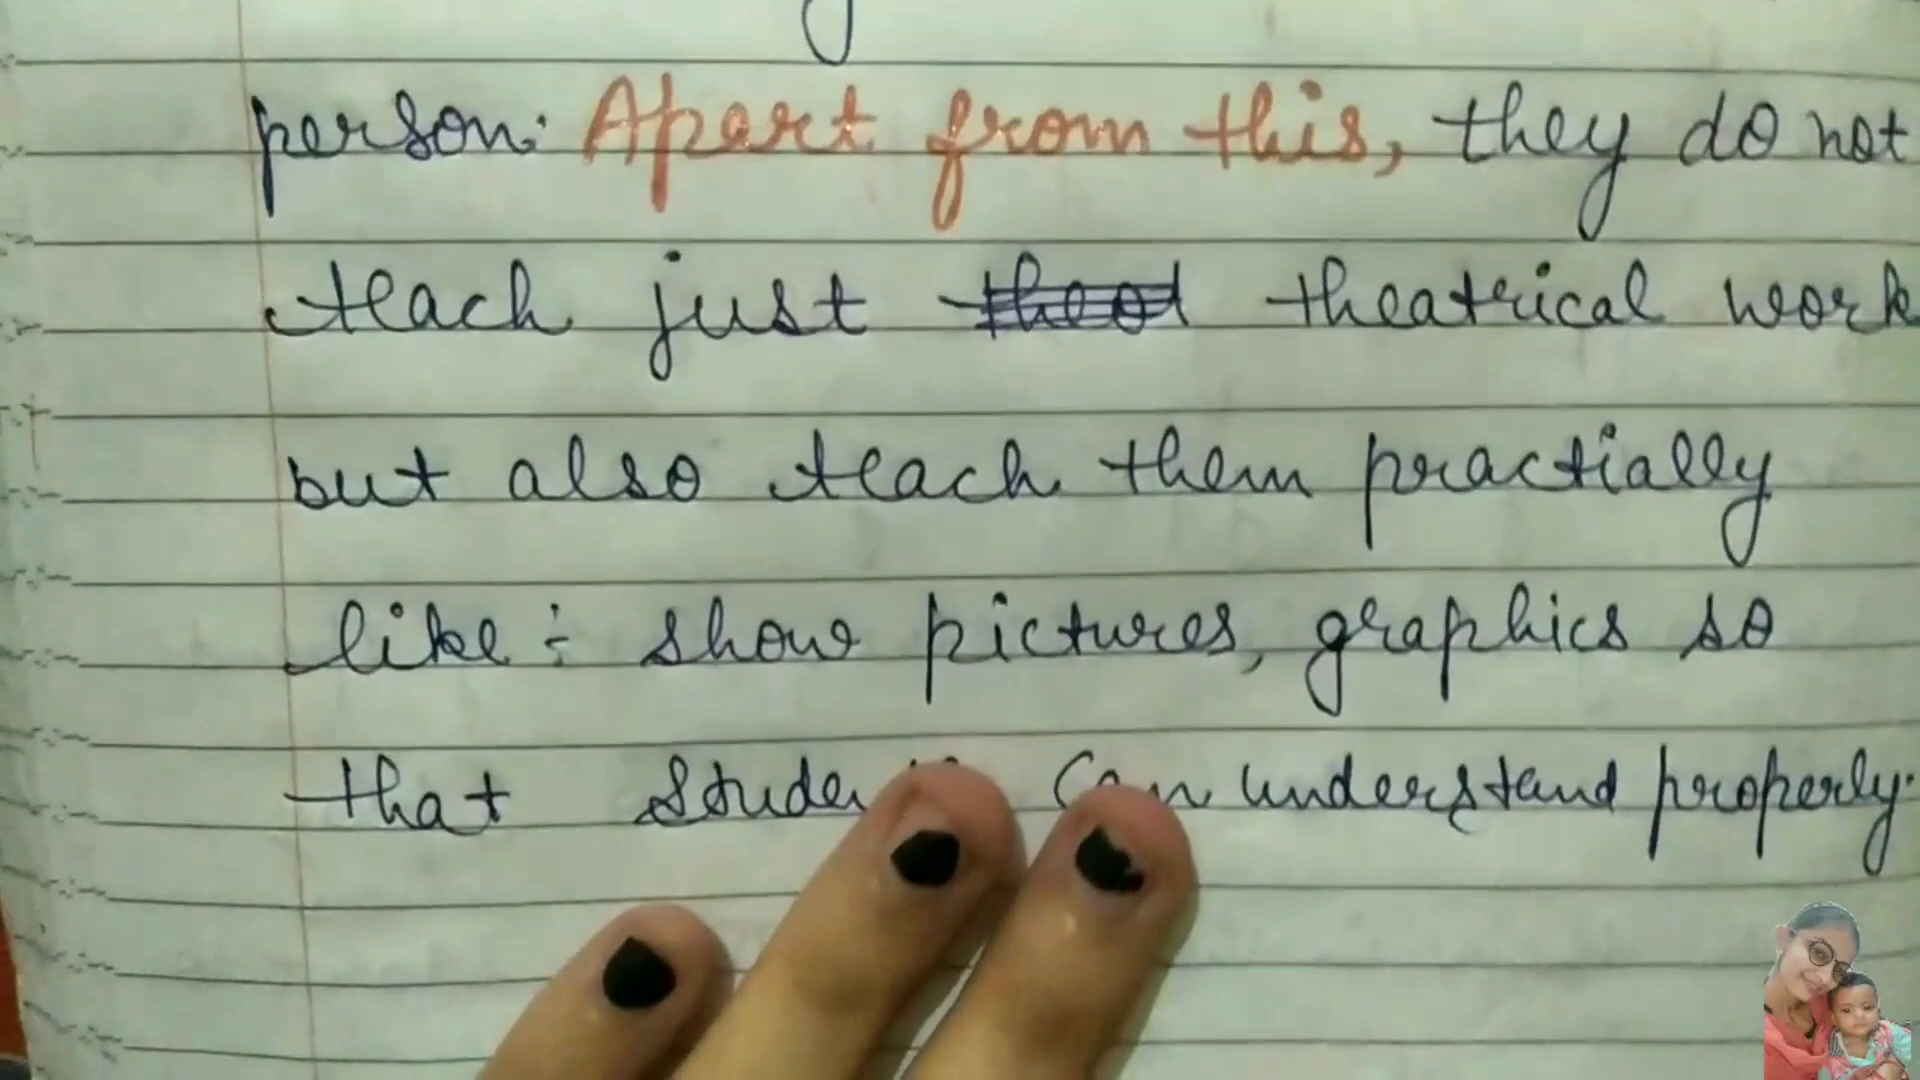 person. Apart from this, they do not
teach just theatrical work
but also teach them practially
like :- show pictures, graphics so
that can understand properly.